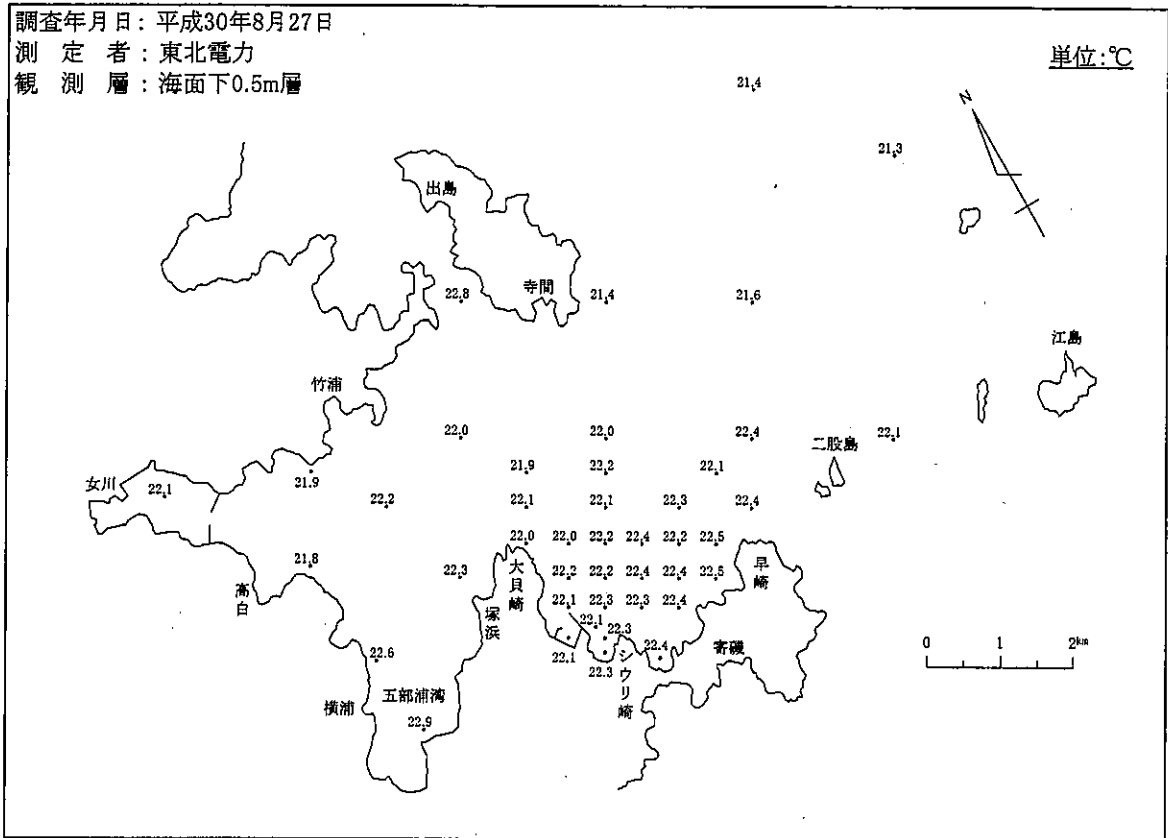 調査年月日: 平成30年8月27日
測　定　者: 東北電力
観　測　層: 海面下0.5m層
単位:℃
21.4
N
21.3
出島
22.8
寺間
21.4
21.6
江島
竹浦
22.0
22.0
22.4
二股島
22.1
21.9
22.2
22.1
女川
22.1
21.9
22.2
22.1
22.1
22.3
22.4
22.0
22.0
22.2
22.4
22.2
22.5
21.8
22.3
大貝崎
22.2
22.2
22.4
22.4
22.5
早崎
高白
塚浜
22.1
22.3
22.3
22.4
22.1
22.3
22.1
22.3
シウリ崎
22.4
寄磯
0 1 2km
22.6
横浦
五部浦湾
22.9